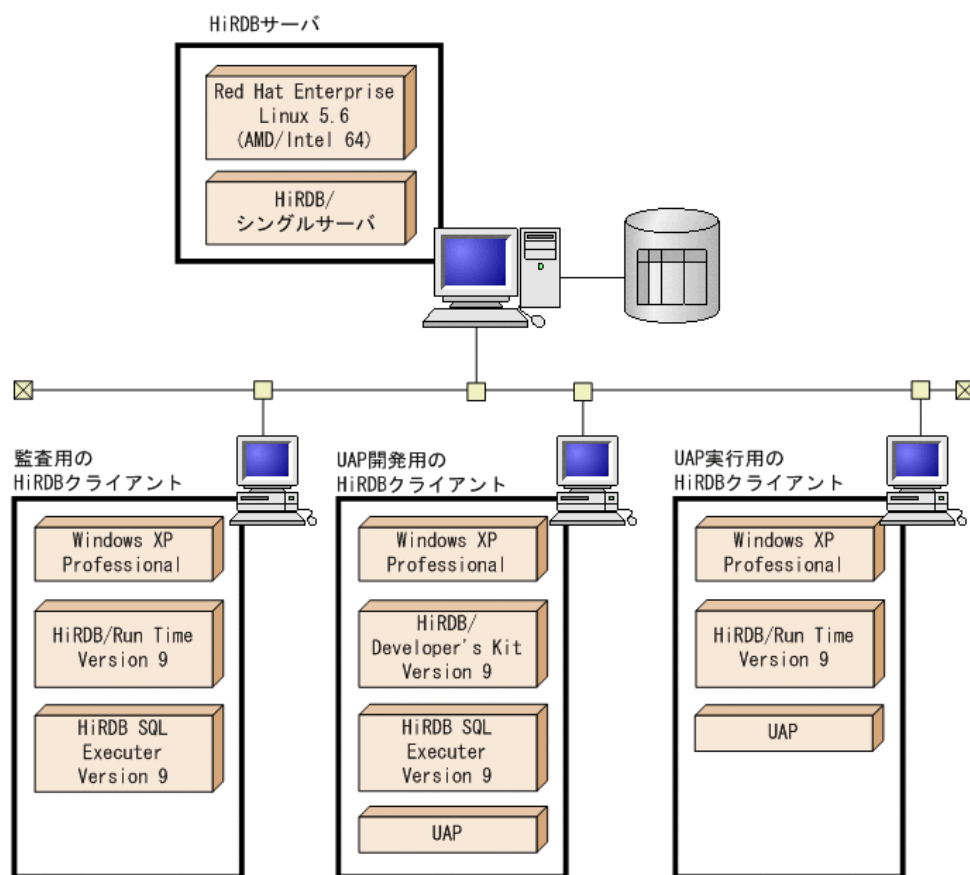 HiRDBサーバ
Red Hat Enterprise
Linux 5.6
(AMD/Intel 64)
HiRDB/
シングルサーバ
監査用の
HiRDBクライアント
Windows XP
Professional
HiRDB/Run Time
Version 9
HiRDB SQL
Executer
Version 9
UAP開発用の
HiRDBクライアント
Windows XP
Professional
HiRDB/
Developer's Kit
Version 9
HiRDB SQL
Executer
Version 9
UAP
UAP実行用の
HiRDBクライアント
Windows XP
Professional
HiRDB/Run Time
Version 9
UAP